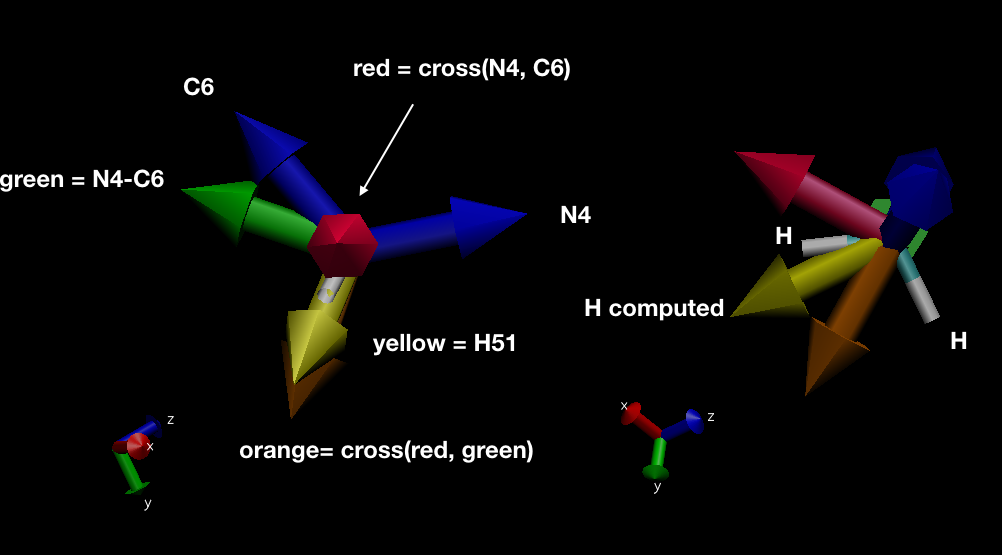 red = cross(N4, C6)
C6
green = N4-C6
N4
H
H computed
yellow = H51
H
orange= cross(red, green)
z
x
y
x
z
y